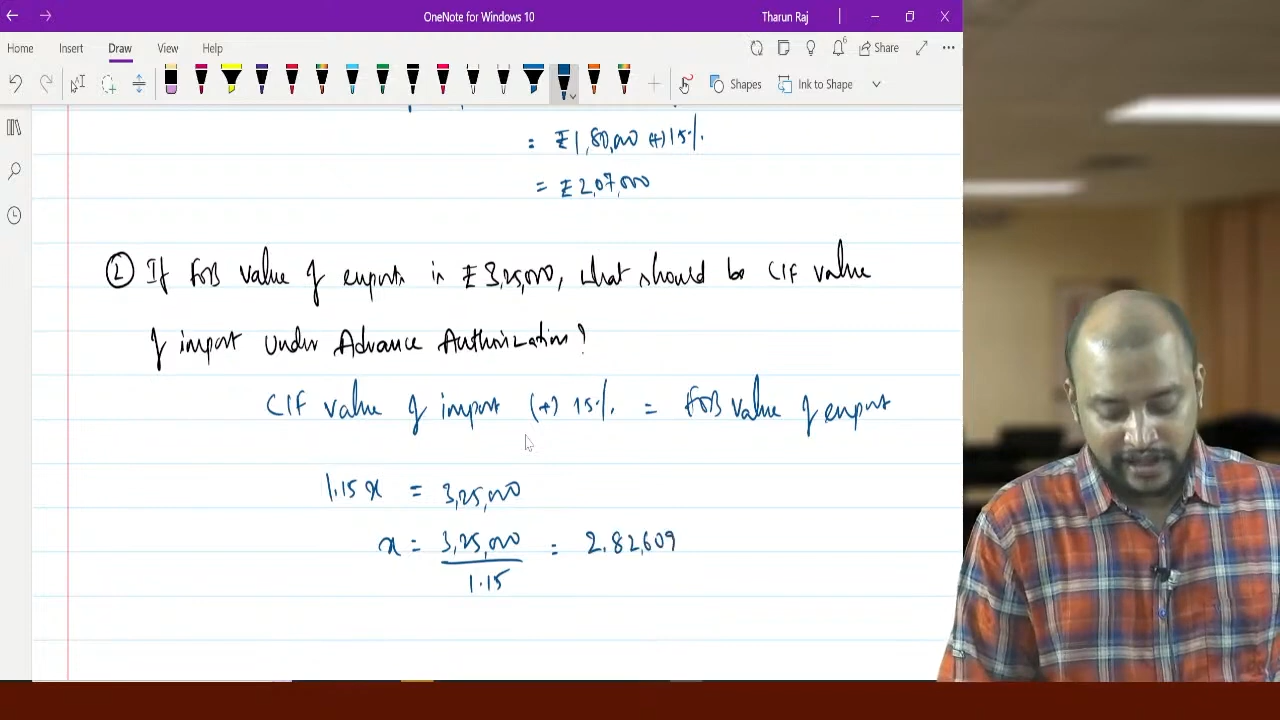 OneNote for Windows 10
Tharun Raj
Home Insert Draw View Help
6 Share
Shapes Ink to Shape
= ₹1,80,000 (+) 15%
= ₹2,07,000
② If FOB value of exports is ₹3,25,000, what should be CIF value
of import under Advance Authorization?
CIF value of import (+) 15% = FOB value of export
1.15x = 3,25,000
x = 3,25,000 = 2,82,609
1.15